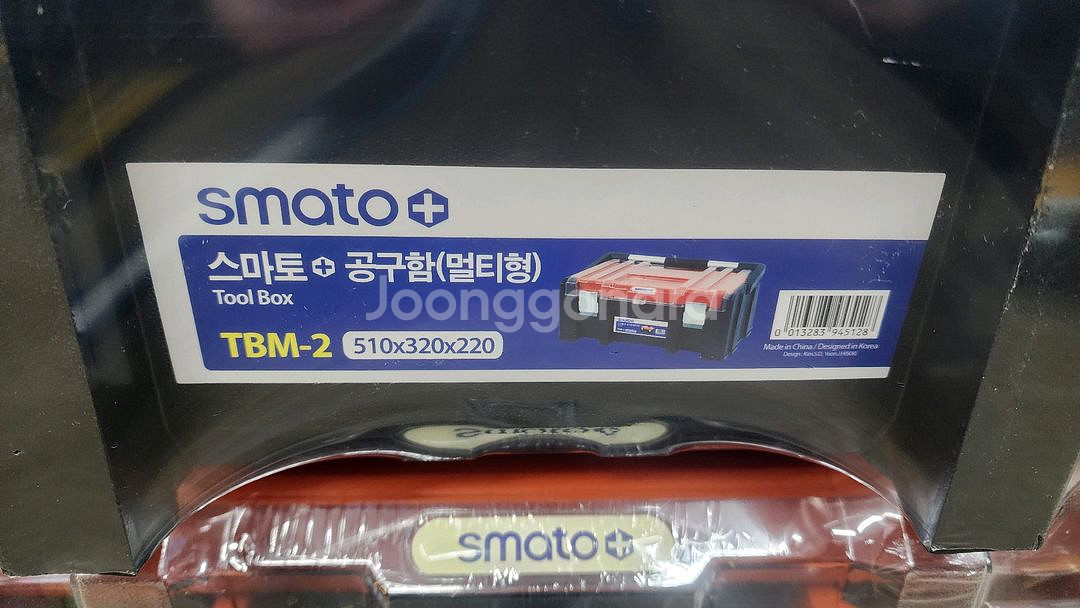 smato
스마토 공구함(멀티형)
Tool Box
TBM-2 510x320x220
Joonggonara
0 013283 945128
Made in China / Designed in Korea
smato